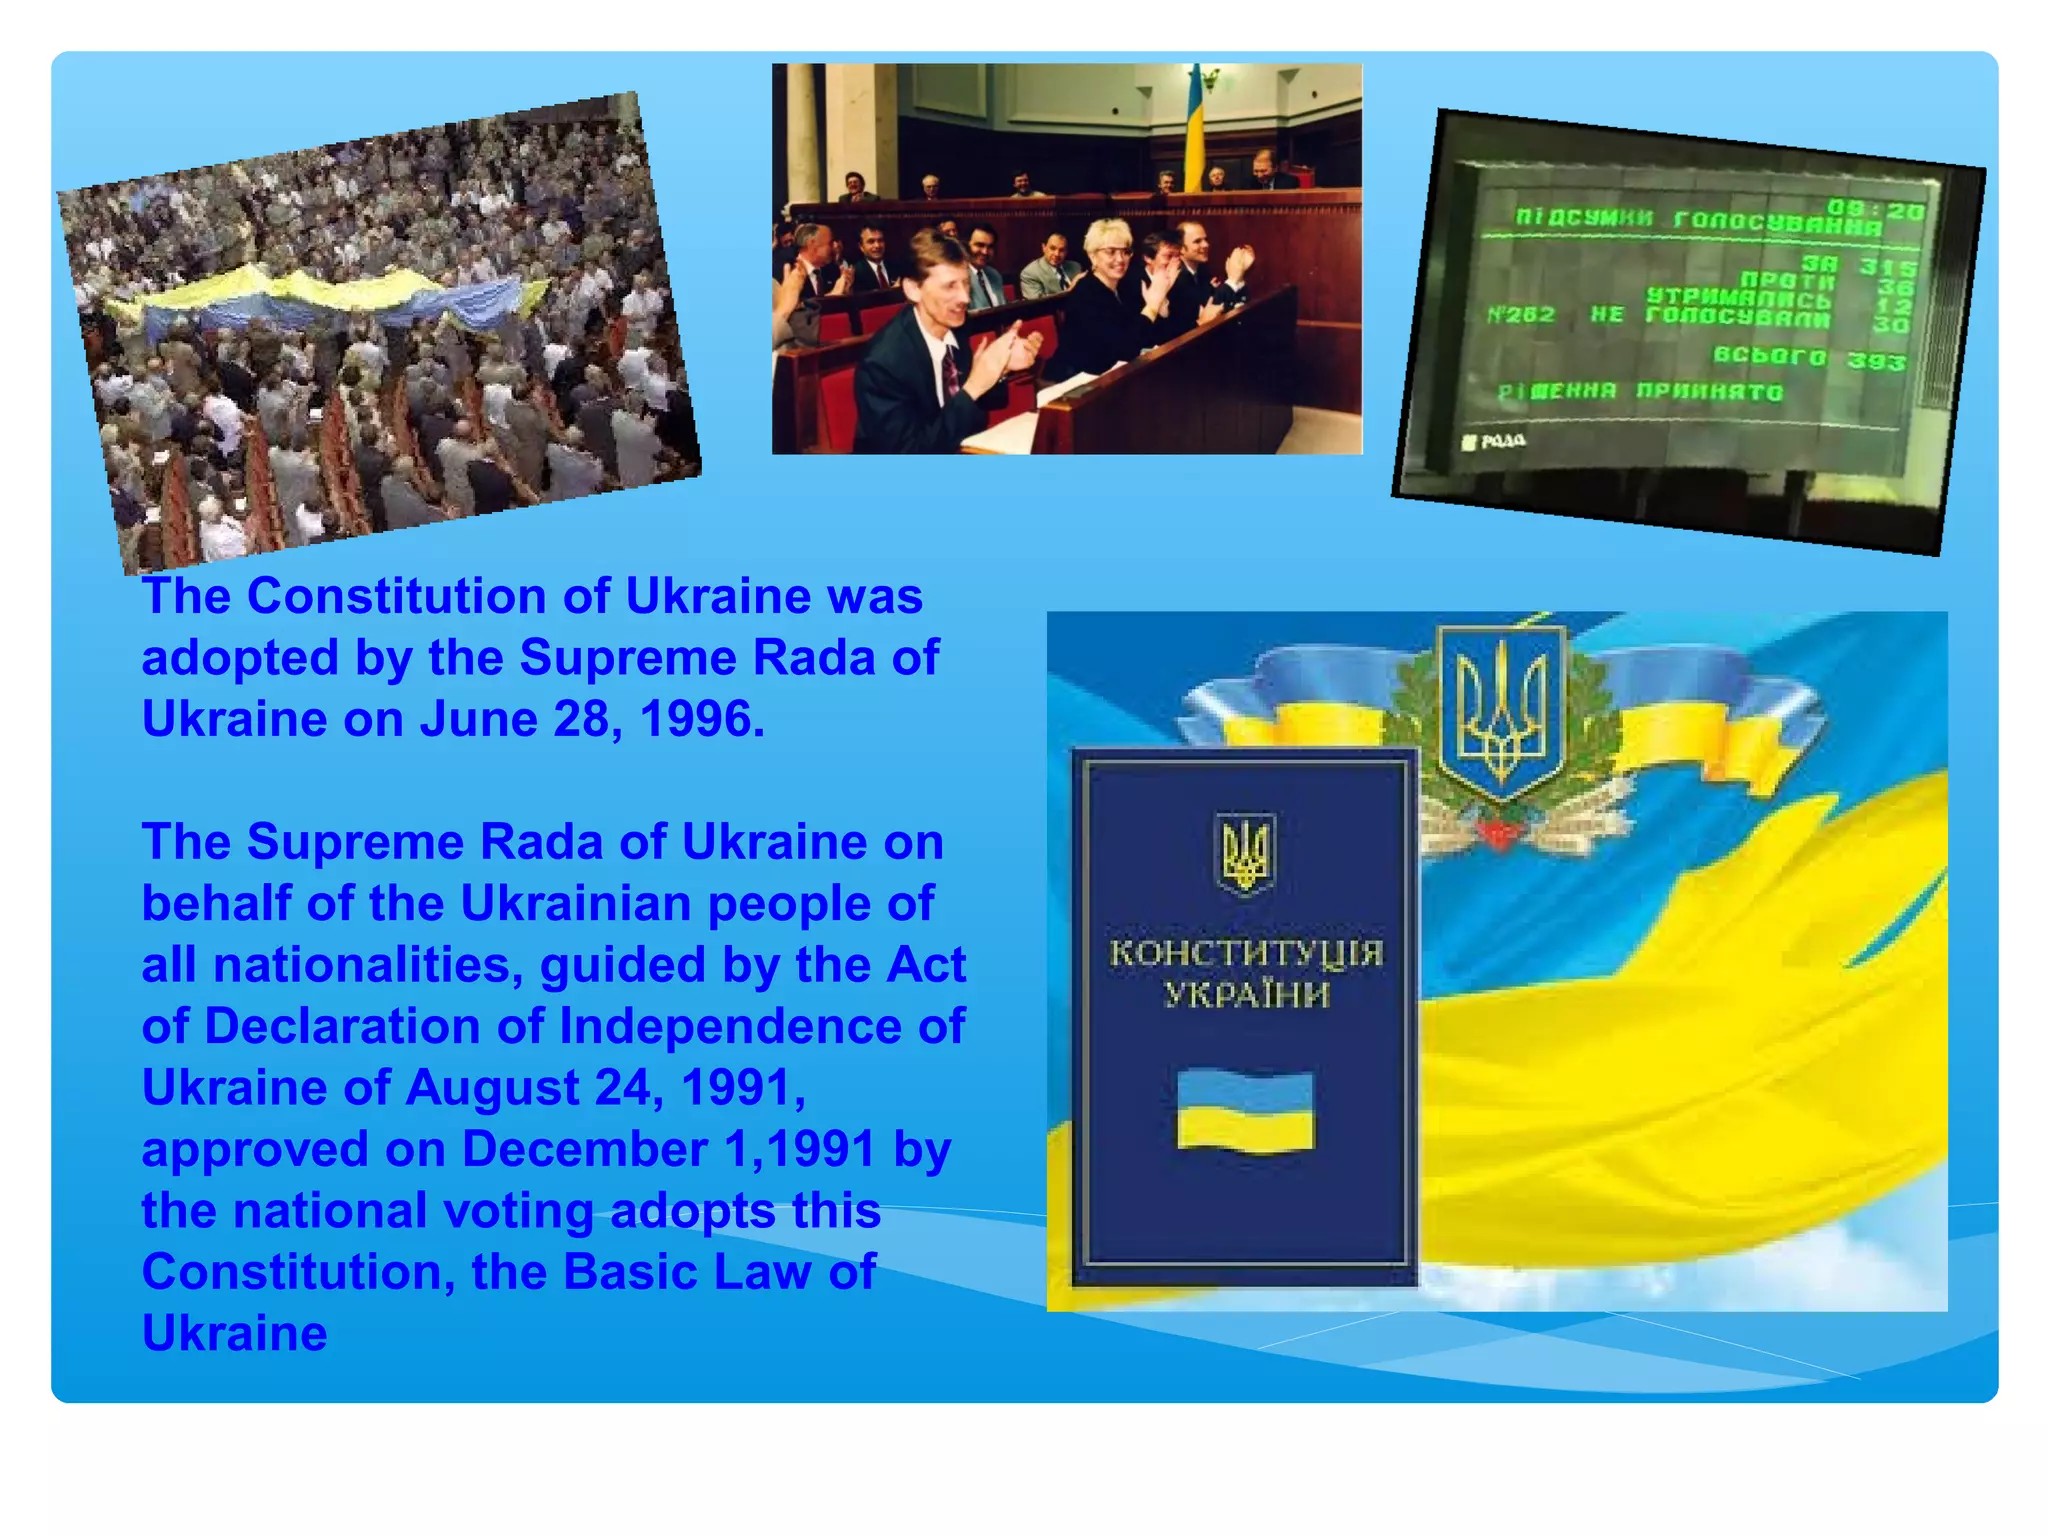 09:20
ПІДСУМКИ ГОЛОСУВАННЯ
ЗА 315
ПРОТИ 36
УТРИМАЛИСЬ 12
№282 НЕ ГОЛОСУВАЛИ 30
ВСЬОГО 393
РІШЕННЯ ПРИЙНЯТО
РАДА
The Constitution of Ukraine was
adopted by the Supreme Rada of
Ukraine on June 28, 1996.
The Supreme Rada of Ukraine on
behalf of the Ukrainian people of
all nationalities, guided by the Act
of Declaration of Independence of
Ukraine of August 24, 1991,
approved on December 1,1991 by
the national voting adopts this
Constitution, the Basic Law of
Ukraine
КОНСТИТУЦІЯ
УКРАЇНИ